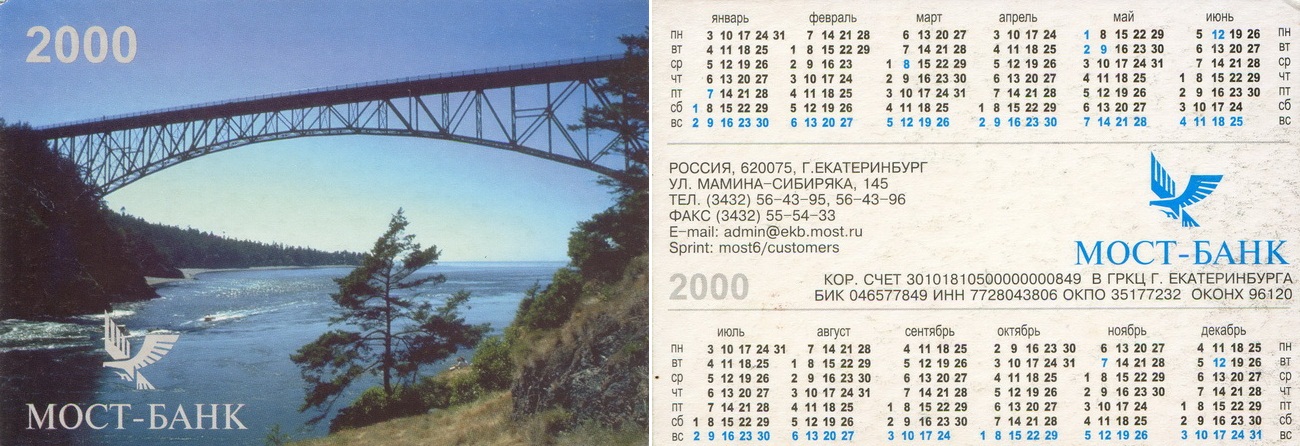 2000
МОСТ-БАНК
январь февраль март апрель май июнь
пн 3 10 17 24 31 7 14 21 28 6 13 20 27 3 10 17 24 1 8 15 22 29 5 12 19 26 пн
вт 4 11 18 25 1 8 15 22 29 7 14 21 28 4 11 18 25 2 9 16 23 30 6 13 20 27 вт
ср 5 12 19 26 2 9 16 23 1 8 15 22 29 5 12 19 26 3 10 17 24 31 7 14 21 28 ср
чт 6 13 20 27 3 10 17 24 2 9 16 23 30 6 13 20 27 4 11 18 25 1 8 15 22 29 чт
пт 7 14 21 28 4 11 18 25 3 10 17 24 31 7 14 21 28 5 12 19 26 2 9 16 23 30 пт
сб 1 8 15 22 29 5 12 19 26 4 11 18 25 1 8 15 22 29 6 13 20 27 3 10 17 24 сб
вс 2 9 16 23 30 6 13 20 27 5 12 19 26 2 9 16 23 30 7 14 21 28 4 11 18 25 вс
РОССИЯ, 620075, Г.ЕКАТЕРИНБУРГ
УЛ. МАМИНА-СИБИРЯКА, 145
ТЕЛ. (3432) 56-43-95, 56-43-96
ФАКС (3432) 55-54-33
E-mail: admin@ekb.most.ru
Sprint: most6/customers
МОСТ-БАНК
2000
КОР. СЧЕТ 30101810500000000849 В ГРКЦ Г. ЕКАТЕРИНБУРГА
БИК 046577849 ИНН 7728043806 ОКПО 35177232 ОКОНХ 96120
июль август сентябрь октябрь ноябрь декабрь
пн 3 10 17 24 31 7 14 21 28 4 11 18 25 2 9 16 23 30 6 13 20 27 4 11 18 25 пн
вт 4 11 18 25 1 8 15 22 29 5 12 19 26 3 10 17 24 31 7 14 21 28 5 12 19 26 вт
ср 5 12 19 26 2 9 16 23 30 6 13 20 27 4 11 18 25 1 8 15 22 29 6 13 20 27 ср
чт 6 13 20 27 3 10 17 24 31 7 14 21 28 5 12 19 26 2 9 16 23 30 7 14 21 28 чт
пт 7 14 21 28 4 11 18 25 1 8 15 22 29 6 13 20 27 3 10 17 24 1 8 15 22 29 пт
сб 1 8 15 22 29 5 12 19 26 2 9 16 23 30 7 14 21 28 4 11 18 25 2 9 16 23 30 сб
вс 2 9 16 23 30 6 13 20 27 3 10 17 24 1 8 15 22 29 5 12 19 26 3 10 17 24 31 вс